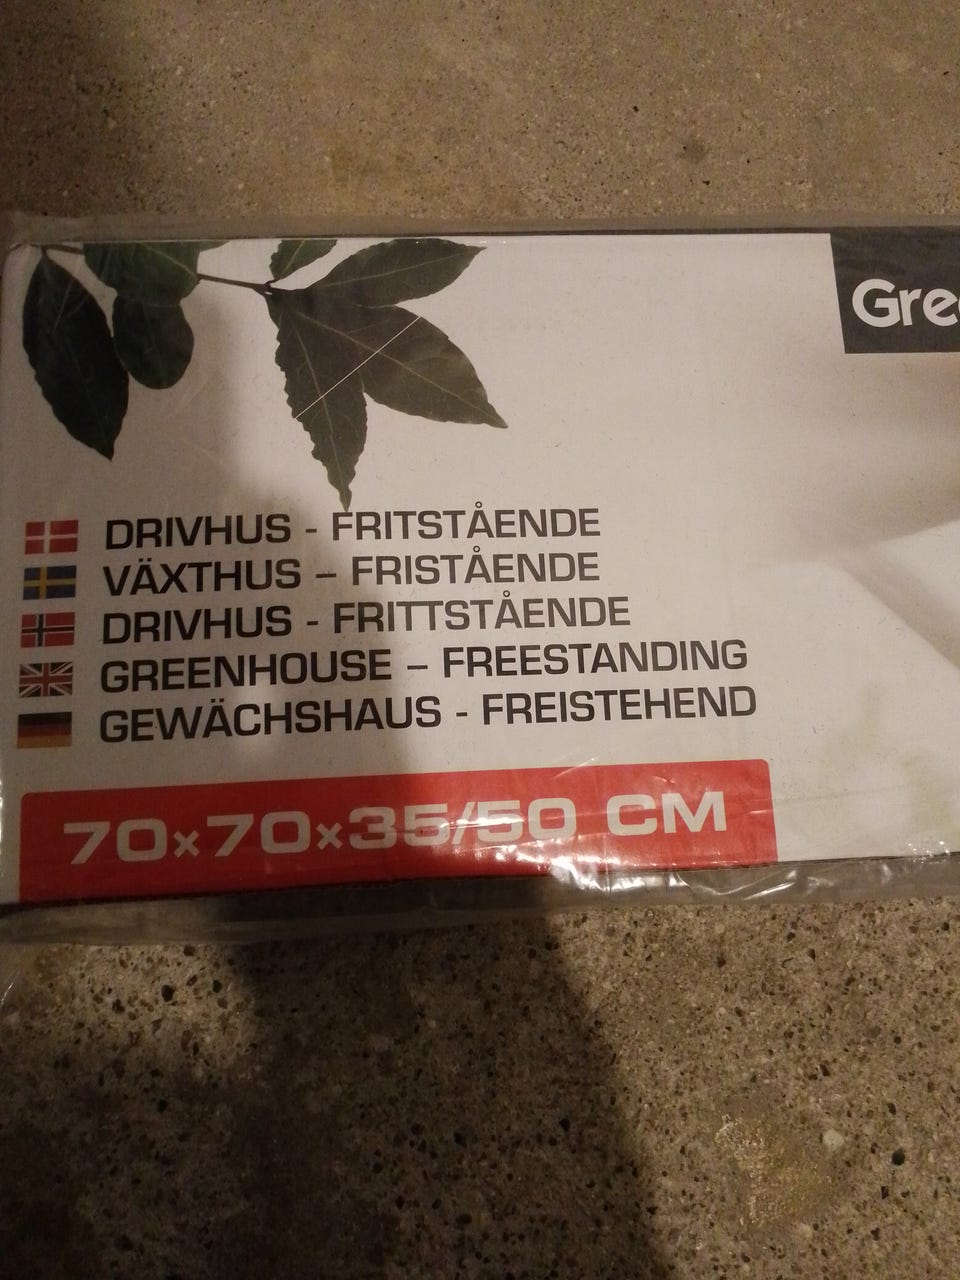 Gre
DRIVHUS - FRITSTÅENDE
VÄXTHUS – FRISTÅENDE
DRIVHUS - FRITTSTÅENDE
GREENHOUSE – FREESTANDING
GEWÄCHSHAUS - FREISTEHEND
70×70×35/50 CM